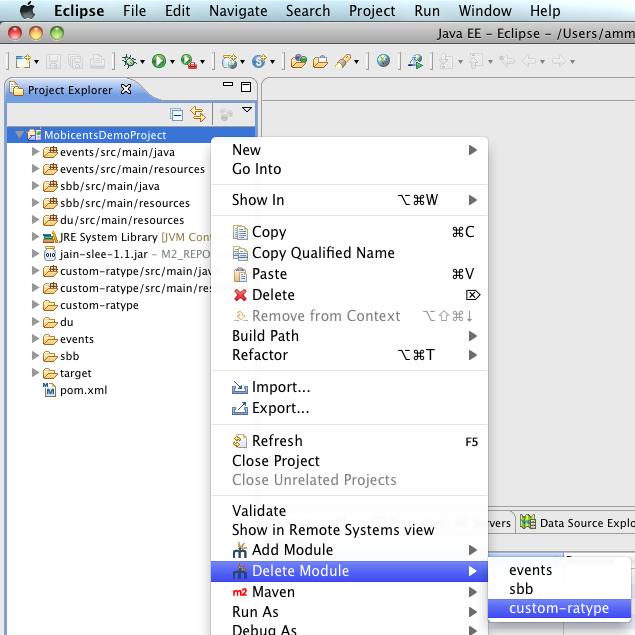 Eclipse File Edit Navigate Search Project Run Window Help
Java EE – Eclipse – /Users/amm
Project Explorer
MobicentsDemoProject
events/src/main/java
events/src/main/resources
sbb/src/main/java
sbb/src/main/resources
du/src/main/resources
JRE System Library [JVM Cont
jain-slee-1.1.jar – M2_REPO
custom-ratype/src/main/jav
custom-ratype/src/main/res
custom-ratype
du
events
sbb
target
pom.xml
New
Go Into
Show In ⌥⌘W
Copy ⌘C
Copy Qualified Name
Paste ⌘V
Delete ⌦
Remove from Context ⌥⇧⌘↓
Build Path
Refactor ⌥⌘T
Import...
Export...
Refresh F5
Close Project
Close Unrelated Projects
Validate
Show in Remote Systems view
Add Module
Delete Module
m2 Maven
Run As
Debug As
events
sbb
custom-ratype
rvers
Data Source Explo